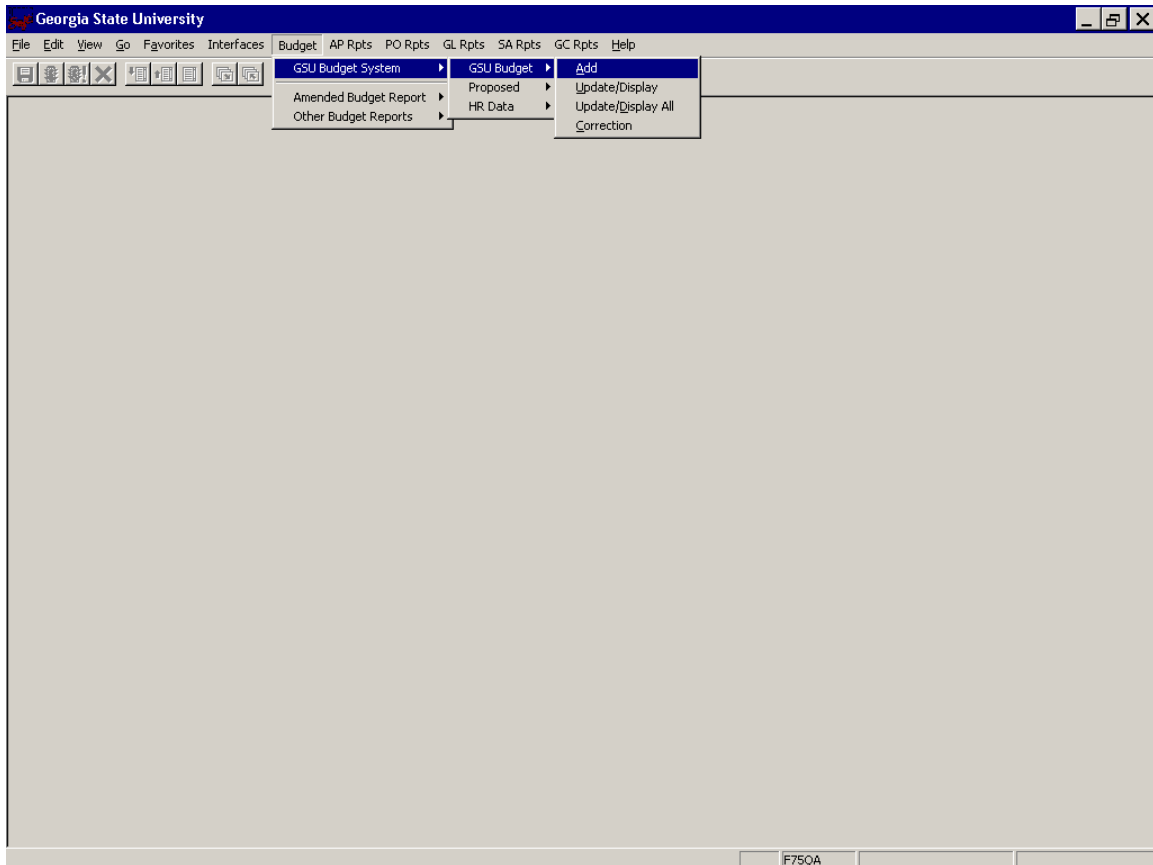 Georgia State University
File Edit View Go Favorites Interfaces Budget AP Rpts PO Rpts GL Rpts SA Rpts GC Rpts Help
GSU Budget System GSU Budget Add
Proposed Update/Display
Amended Budget Report HR Data Update/Display All
Other Budget Reports Correction
F75QA